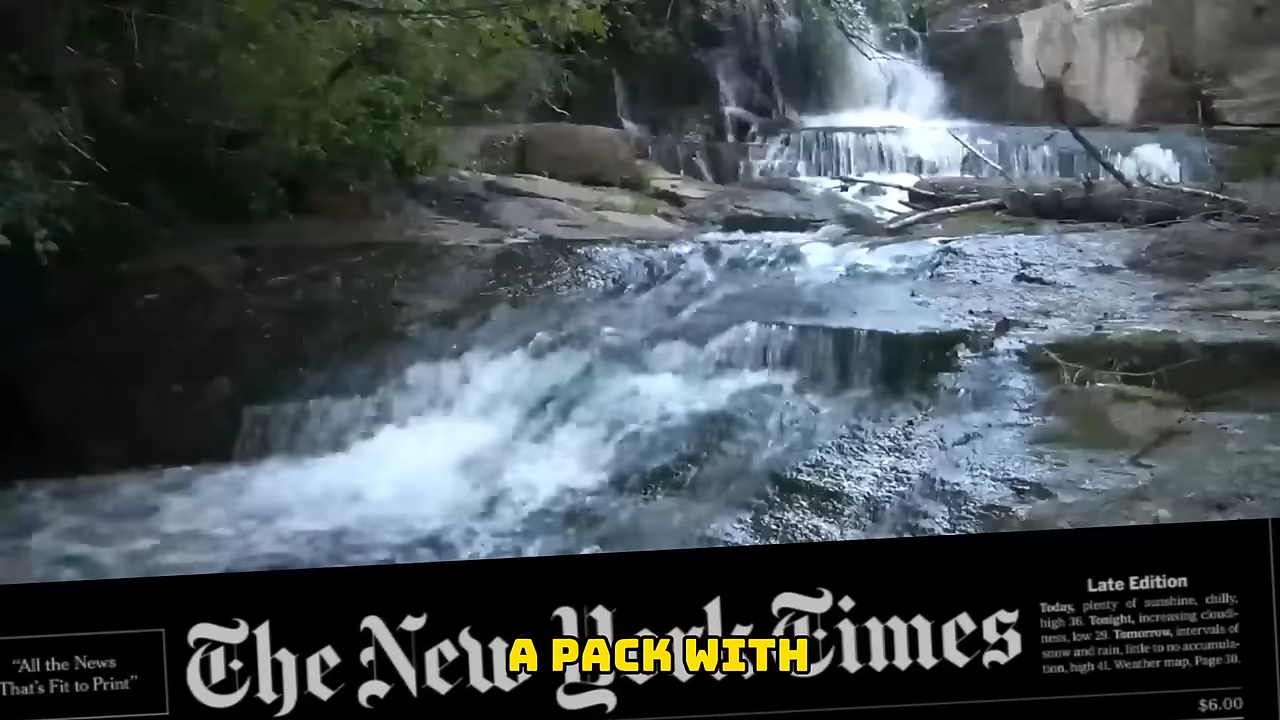 "All the News
That's Fit to Print"
The New York Times
A PACK WITH
Late Edition
Today, plenty of sunshine, chilly,
high 36. Tonight, increasing cloudi-
ness, low 29. Tomorrow, intervals of
snow and rain, little to no accumula-
tion, high 41. Weather map, Page 30.
$6.00